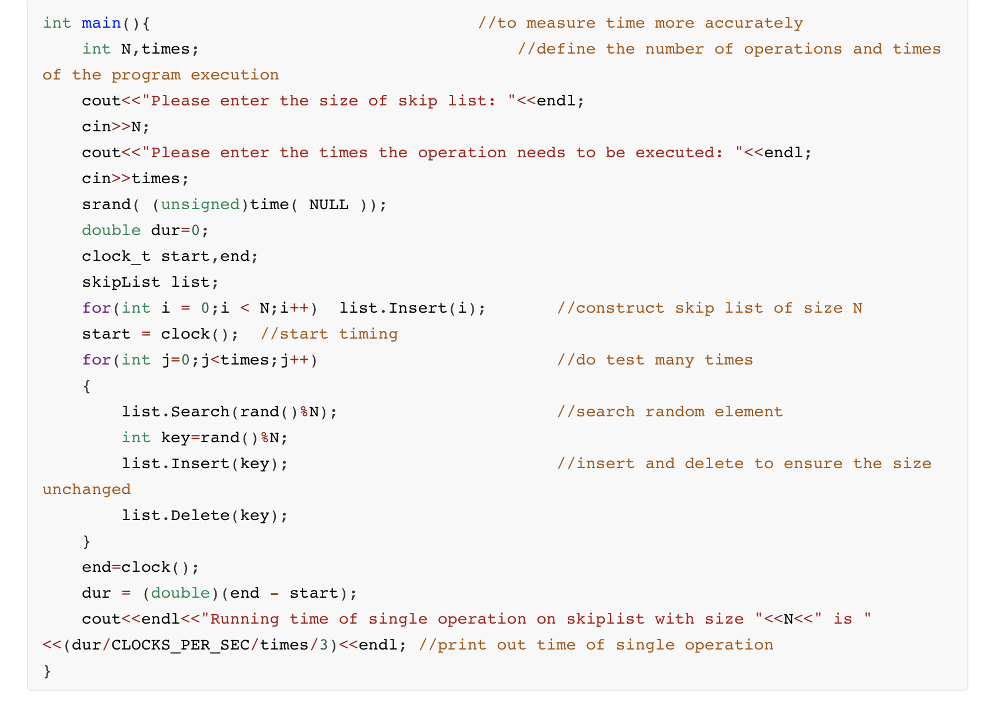 int main(){                                 //to measure time more accurately
    int N,times;                                //define the number of operations and times
of the program execution
    cout<<"Please enter the size of skip list: "<<endl;
    cin>>N;
    cout<<"Please enter the times the operation needs to be executed: "<<endl;
    cin>>times;
    srand( (unsigned)time( NULL ));
    double dur=0;
    clock_t start,end;
    skipList list;
    for(int i = 0;i < N;i++)  list.Insert(i);       //construct skip list of size N
    start = clock();  //start timing
    for(int j=0;j<times;j++)                        //do test many times
    {
        list.Search(rand()%N);                      //search random element
        int key=rand()%N;
        list.Insert(key);                           //insert and delete to ensure the size
unchanged
        list.Delete(key);
    }
    end=clock();
    dur = (double)(end - start);
    cout<<endl<<"Running time of single operation on skiplist with size "<<N<<" is "
<<(dur/CLOCKS_PER_SEC/times/3)<<endl; //print out time of single operation
}